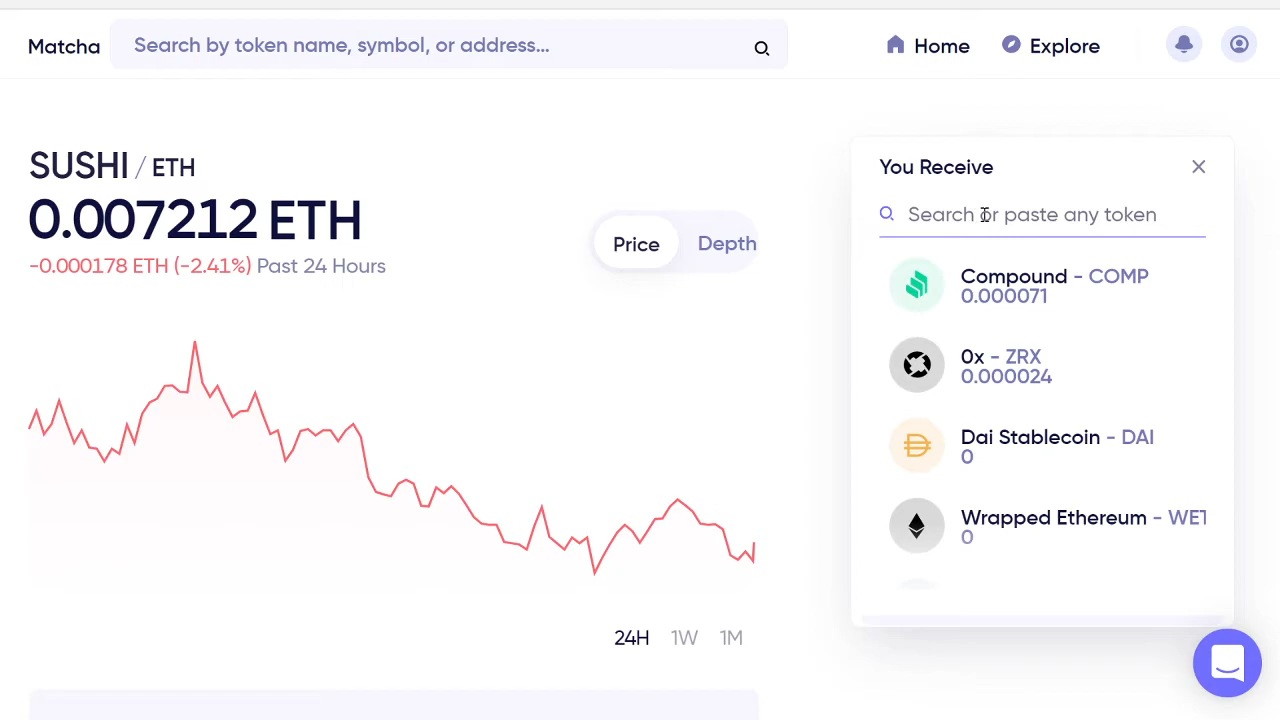 Matcha
Search by token name, symbol, or address...
Home
Explore
SUSHI / ETH
0.007212 ETH
-0.000178 ETH (-2.41%) Past 24 Hours
Price
Depth
24H
1W
1M
You Receive
Search or paste any token
Compound - COMP
0.000071
0x - ZRX
0.000024
Dai Stablecoin - DAI
0
Wrapped Ethereum - WET
0